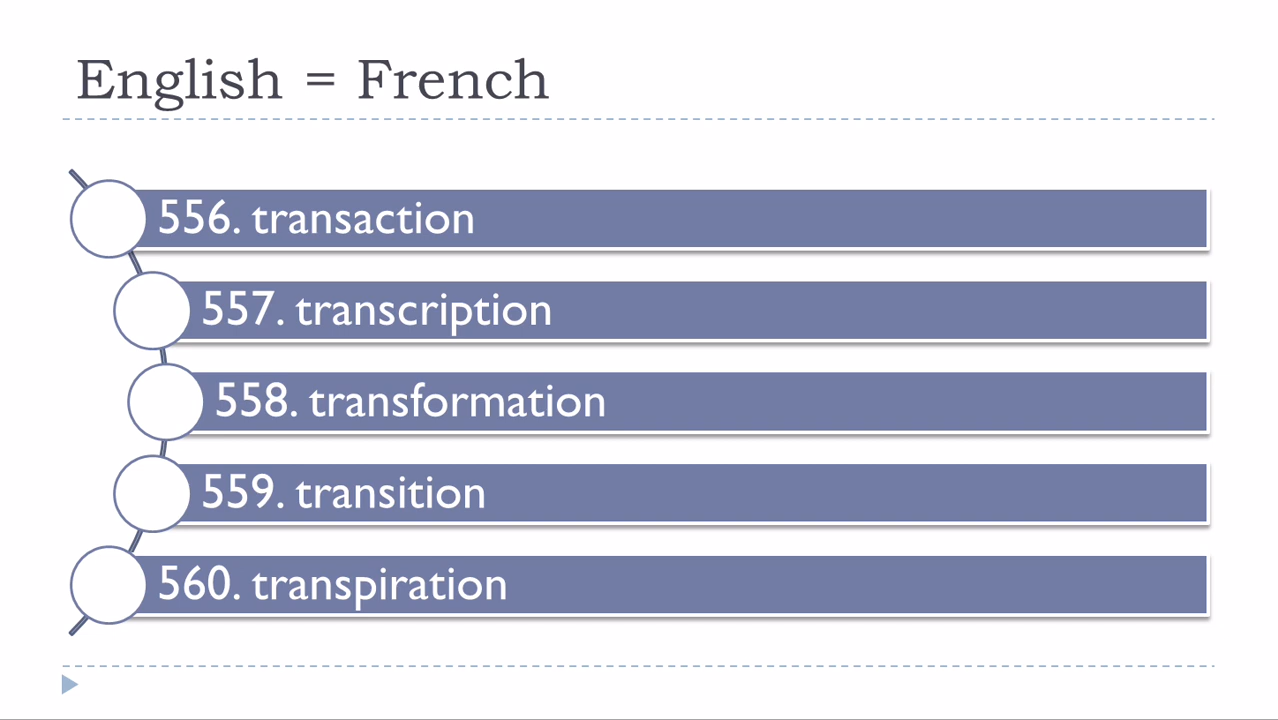 English = French
556. transaction
557. transcription
558. transformation
559. transition
560. transpiration